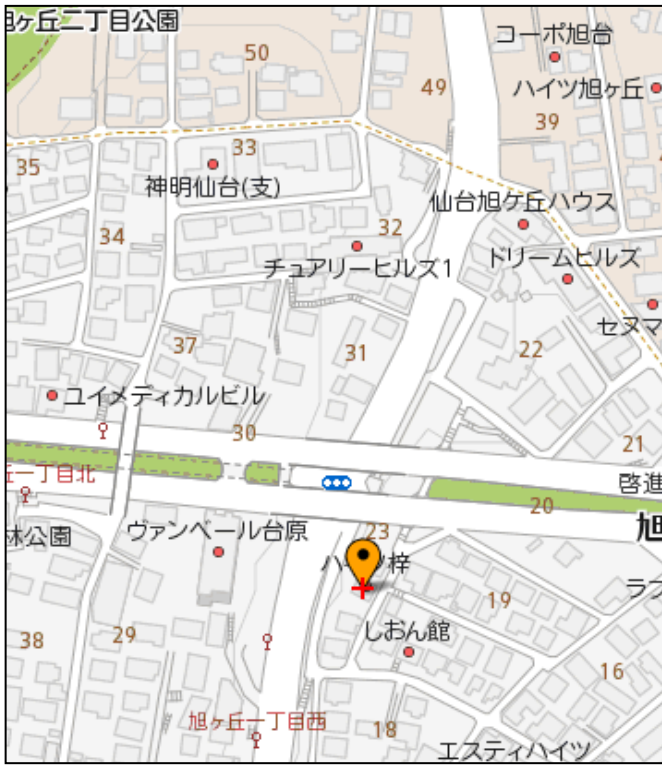 旭ヶ丘二丁目公園
コーポ旭台
50
49
ハイツ旭ヶ丘
39
33
35
神明仙台(支)
仙台旭ケ丘ハウス
32
34
チュアリーヒルズ1
ドリームヒルズ
セヌマ
37
31
22
ユイメディカルビル
30
21
丘一丁目北
啓進
20
林公園
ヴァンベール台原
23
旭
梓
19
ラフ
しおん館
38
29
16
旭ヶ丘一丁目西
18
エスティハイツ